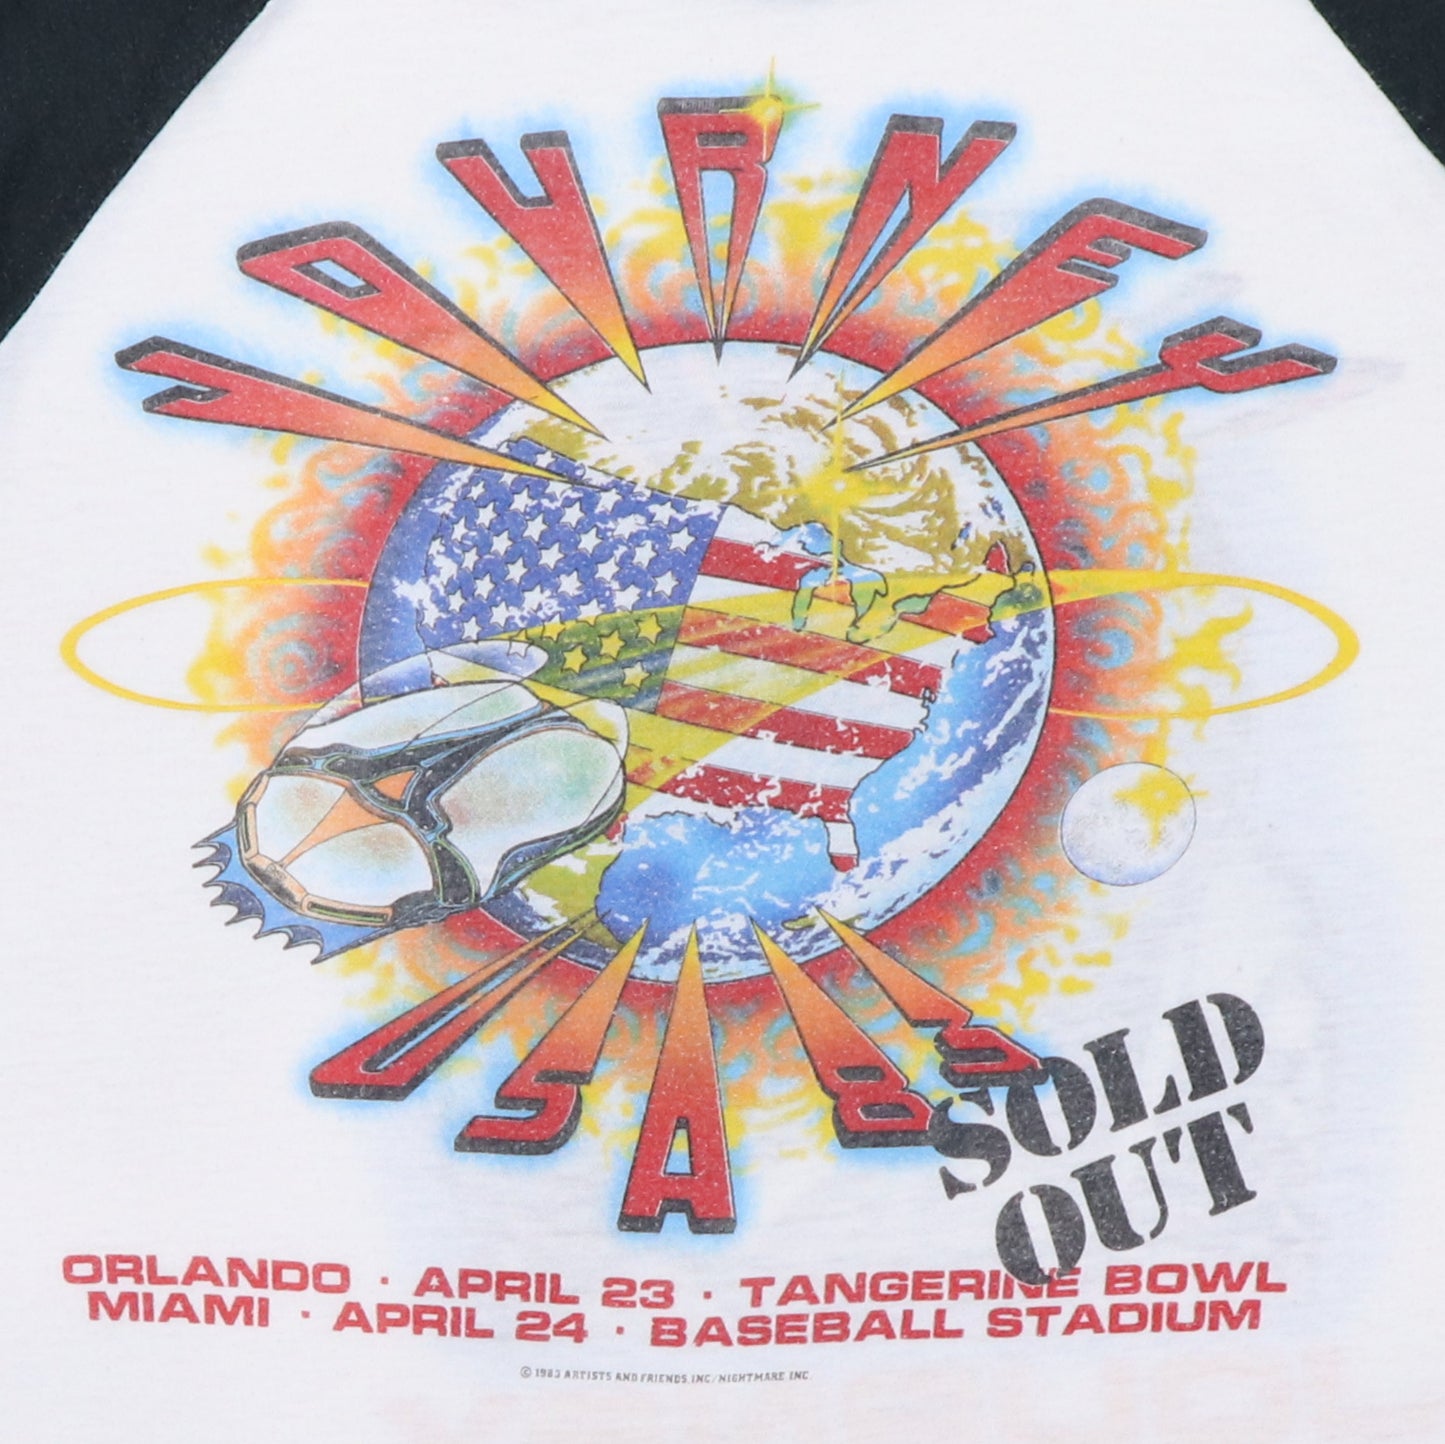 JOURNEY
USA 83
SOLD
OUT
ORLANDO · APRIL 23 · TANGERINE BOWL
MIAMI · APRIL 24 · BASEBALL STADIUM
© 1983 ARTISTS AND FRIENDS, INC/NIGHTMARE INC.